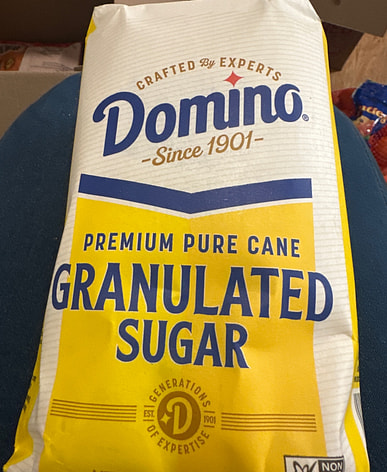 CRAFTED By EXPERTS
Domino®
-Since 1901-
PREMIUM PURE CANE
GRANULATED
SUGAR
GENERATIONS
EST. D 1901
OF EXPERTISE
NON